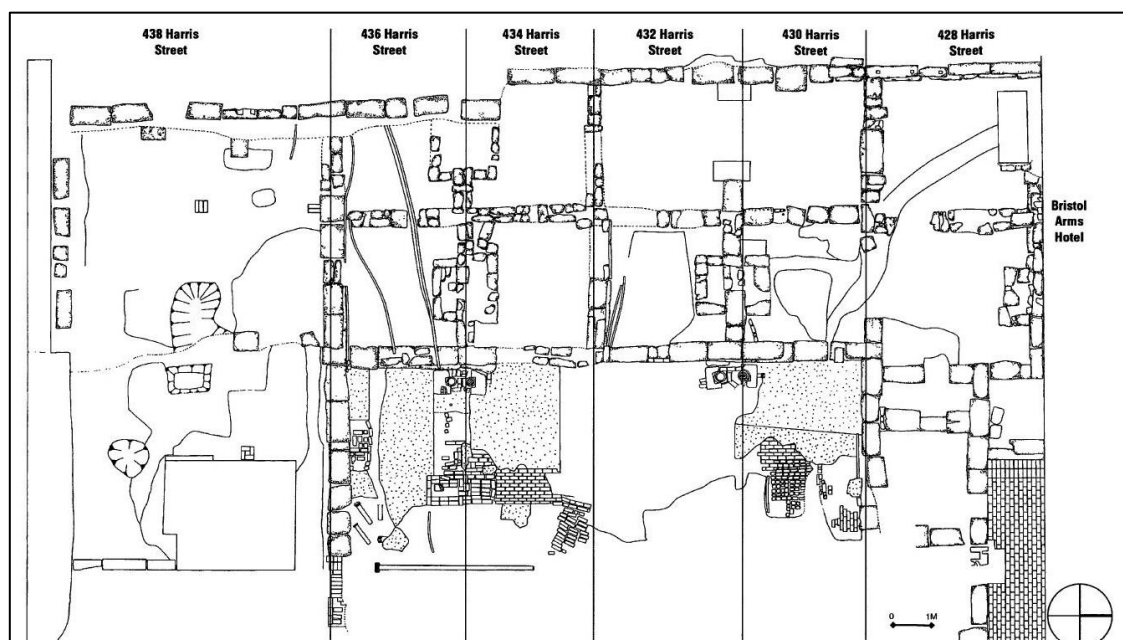 438 Harris
Street
436 Harris
Street
434 Harris
Street
432 Harris
Street
430 Harris
Street
428 Harris
Street
Bristol
Arms
Hotel
0 1M